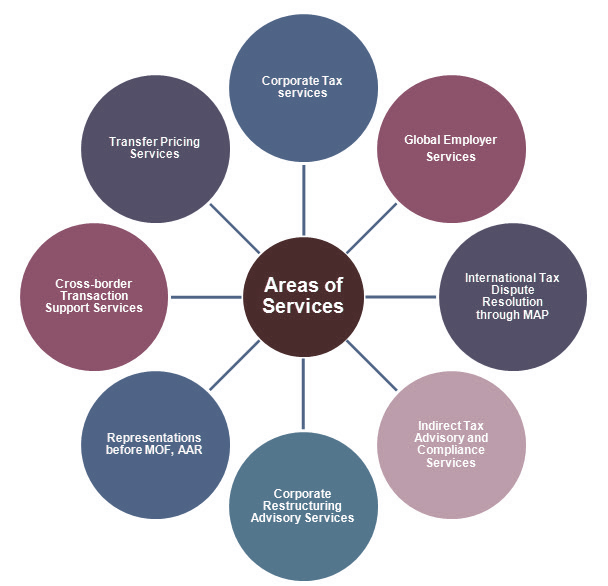 Corporate Tax
services
Global Employer
Services
International Tax
Dispute
Resolution
through MAP
Indirect Tax
Advisory and
Compliance
Services
Corporate
Restructuring
Advisory Services
Representations
before MOF, AAR
Cross-border
Transaction
Support Services
Transfer Pricing
Services
Areas of
Services